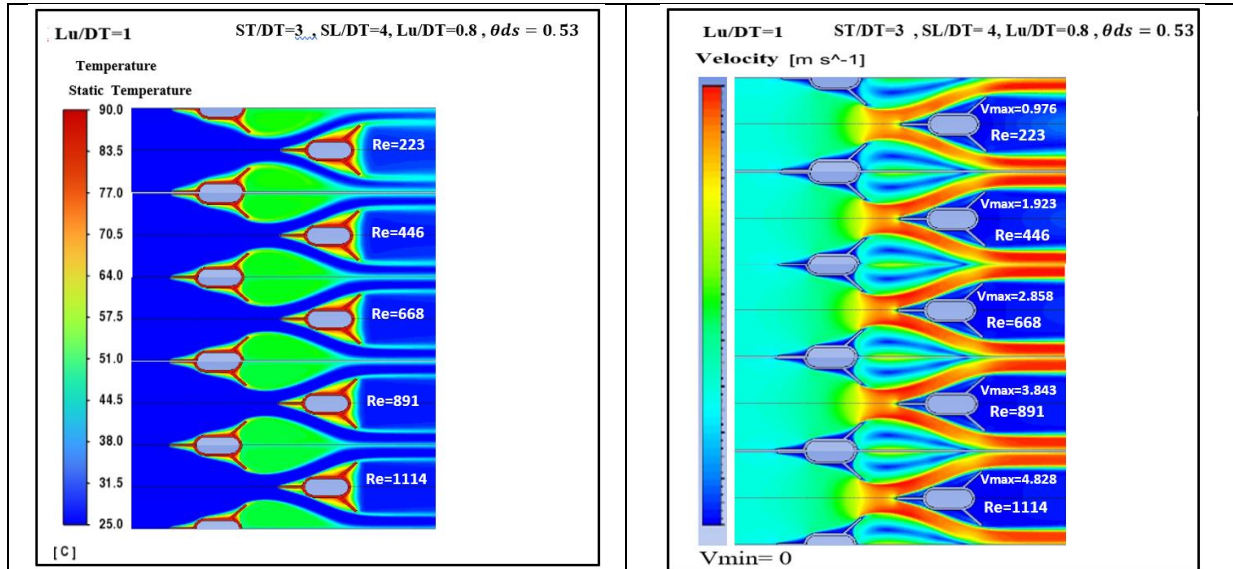 Lu/DT=1 ST/DT=3 , SL/DT=4, Lu/DT=0.8 , θds = 0.53
Temperature
Static Temperature
90.0
83.5
77.0
70.5
64.0
57.5
51.0
44.5
38.0
31.5
25.0
[C]
Re=223
Re=446
Re=668
Re=891
Re=1114
Lu/DT=1 ST/DT=3 , SL/DT= 4, Lu/DT=0.8 , θds = 0.53
Velocity [m s^-1]
Vmax=0.976
Re=223
Vmax=1.923
Re=446
Vmax=2.858
Re=668
Vmax=3.843
Re=891
Vmax=4.828
Re=1114
Vmin= 0